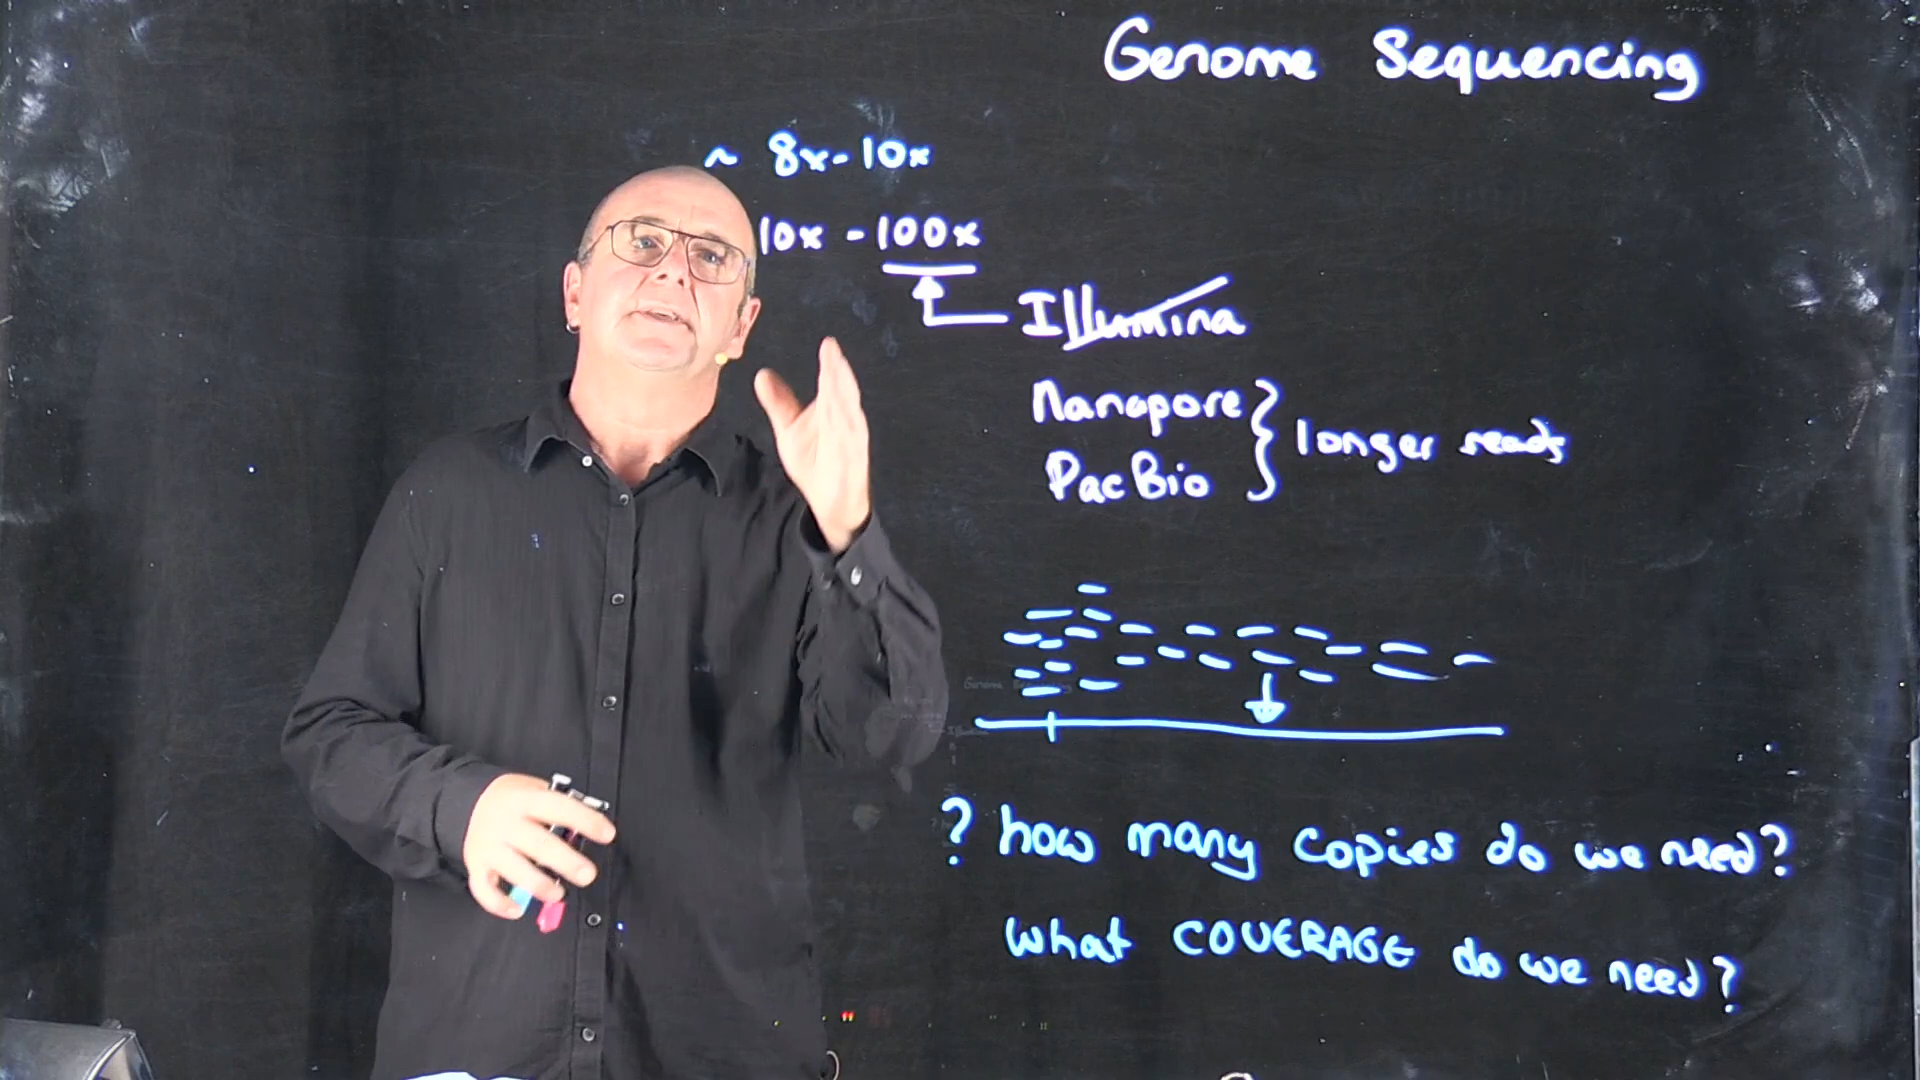 Genome Sequencing
~ 8x-10x
10x - 100x
Illumina
Nanopore
PacBio
longer reads
? how many copies do we need?
What COVERAGE do we need?